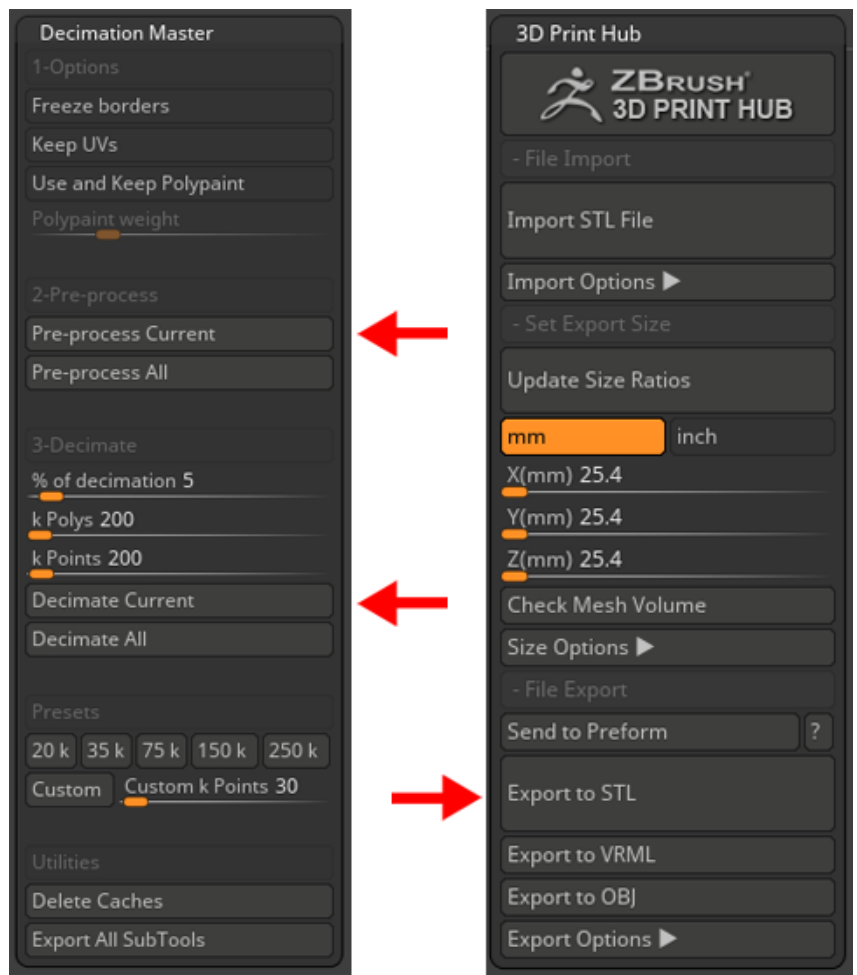 Decimation Master
1-Options
Freeze borders
Keep UVs
Use and Keep Polypaint
Polypaint weight
2-Pre-process
Pre-process Current
Pre-process All
3-Decimate
% of decimation 5
k Polys 200
k Points 200
Decimate Current
Decimate All
Presets
20 k 35 k 75 k 150 k 250 k
Custom Custom k Points 30
Utilities
Delete Caches
Export All SubTools
3D Print Hub
ZBRUSH®
3D PRINT HUB
- File Import
Import STL File
Import Options ▶
- Set Export Size
Update Size Ratios
mm inch
X(mm) 25.4
Y(mm) 25.4
Z(mm) 25.4
Check Mesh Volume
Size Options ▶
- File Export
Send to Preform ?
Export to STL
Export to VRML
Export to OBJ
Export Options ▶